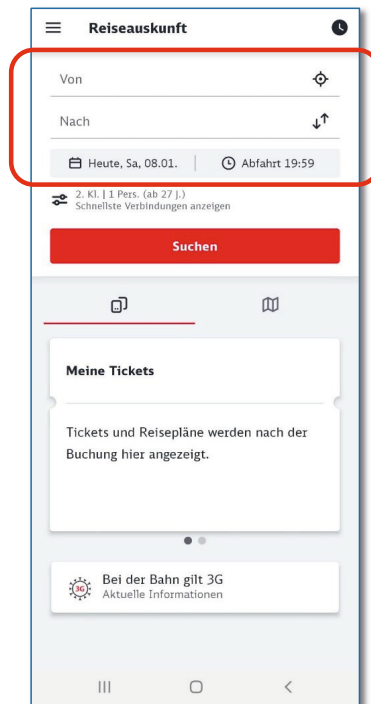 Reiseauskunft
Von
Nach
Heute, Sa, 08.01.
Abfahrt 19:59
2. Kl. | 1 Pers. (ab 27 J.)
Schnellste Verbindungen anzeigen
Suchen
Meine Tickets
Tickets und Reisepläne werden nach der
Buchung hier angezeigt.
3G
Bei der Bahn gilt 3G
Aktuelle Informationen